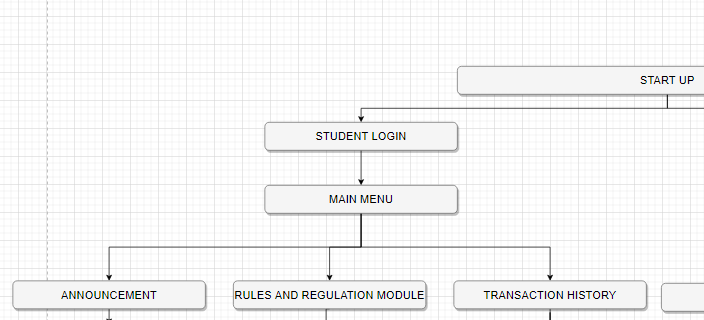 START UP
STUDENT LOGIN
MAIN MENU
ANNOUNCEMENT
RULES AND REGULATION MODULE
TRANSACTION HISTORY